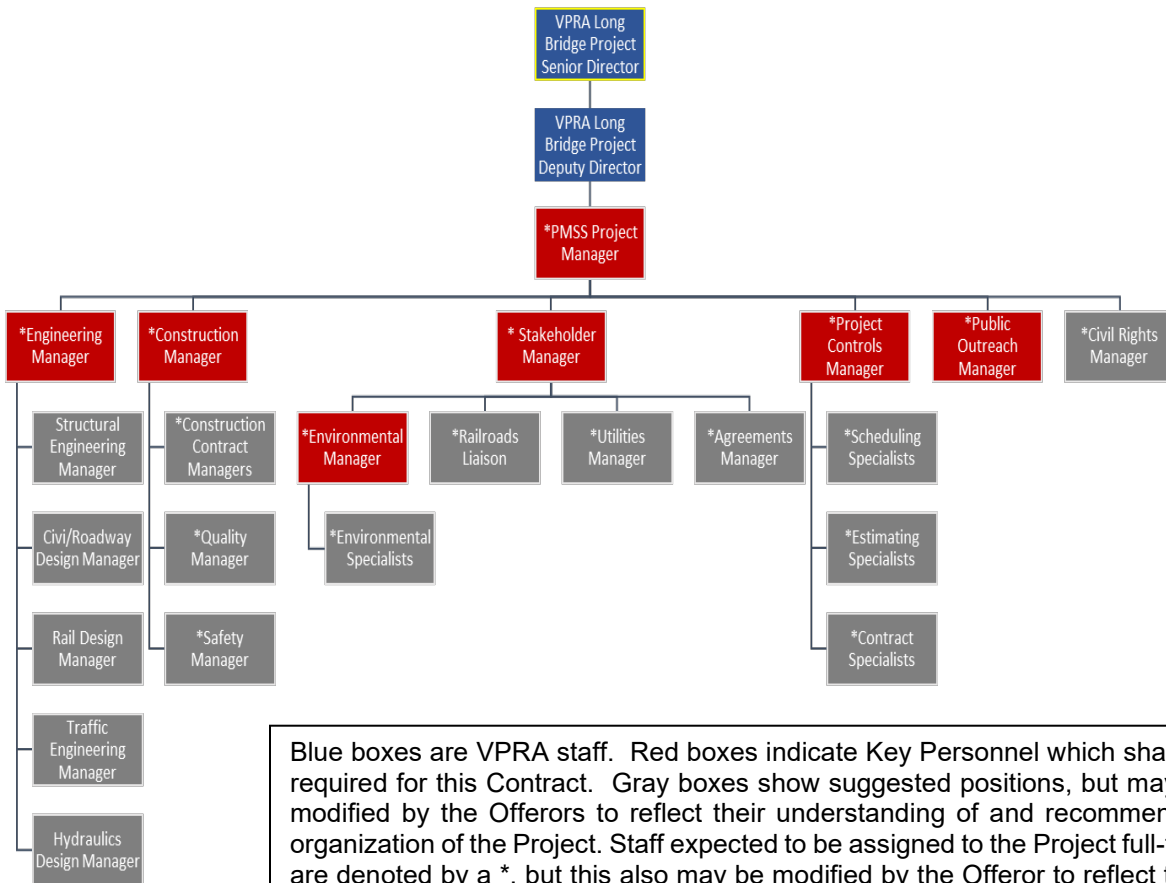 VPRA Long
Bridge Project
Senior Director
VPRA Long
Bridge Project
Deputy Director
*PMSS Project
Manager
*Engineering
Manager
*Construction
Manager
* Stakeholder
Manager
*Project
Controls
Manager
*Public
Outreach
Manager
*Civil Rights
Manager
Structural
Engineering
Manager
*Construction
Contract
Managers
*Environmental
Manager
*Railroads
Liaison
*Utilities
Manager
*Agreements
Manager
*Scheduling
Specialists
Civi/Roadway
Design Manager
*Quality
Manager
*Environmental
Specialists
*Estimating
Specialists
Rail Design
Manager
*Safety
Manager
*Contract
Specialists
Traffic
Engineering
Manager
Hydraulics
Design Manager
Blue boxes are VPRA staff. Red boxes indicate Key Personnel which sha
required for this Contract. Gray boxes show suggested positions, but may
modified by the Offerors to reflect their understanding of and recommen
organization of the Project. Staff expected to be assigned to the Project full-
are denoted by a *, but this also may be modified by the Offeror to reflect